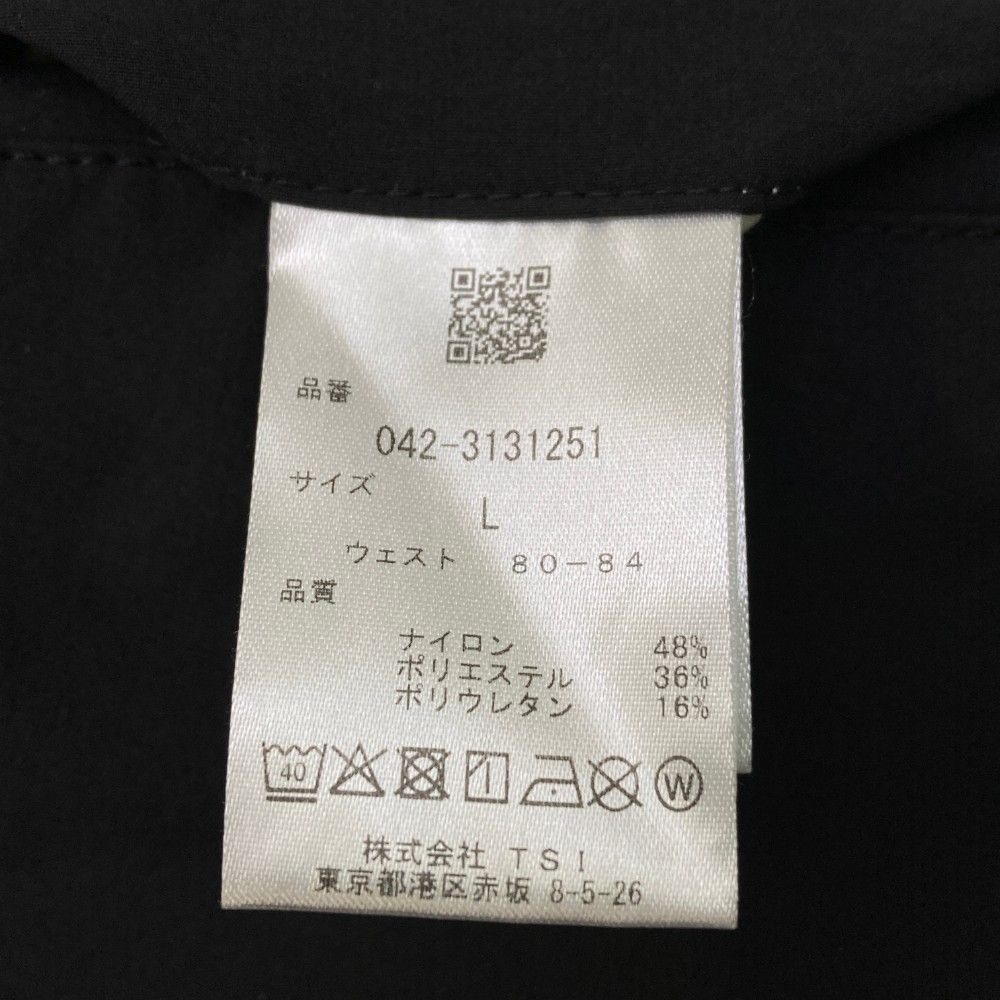 品番
042-3131251
サイズ
L
ウェスト 80-84
品質
ナイロン 48%
ポリエステル 36%
ポリウレタン 16%
40
W
株式会社 TSI
東京都港区赤坂 8-5-26